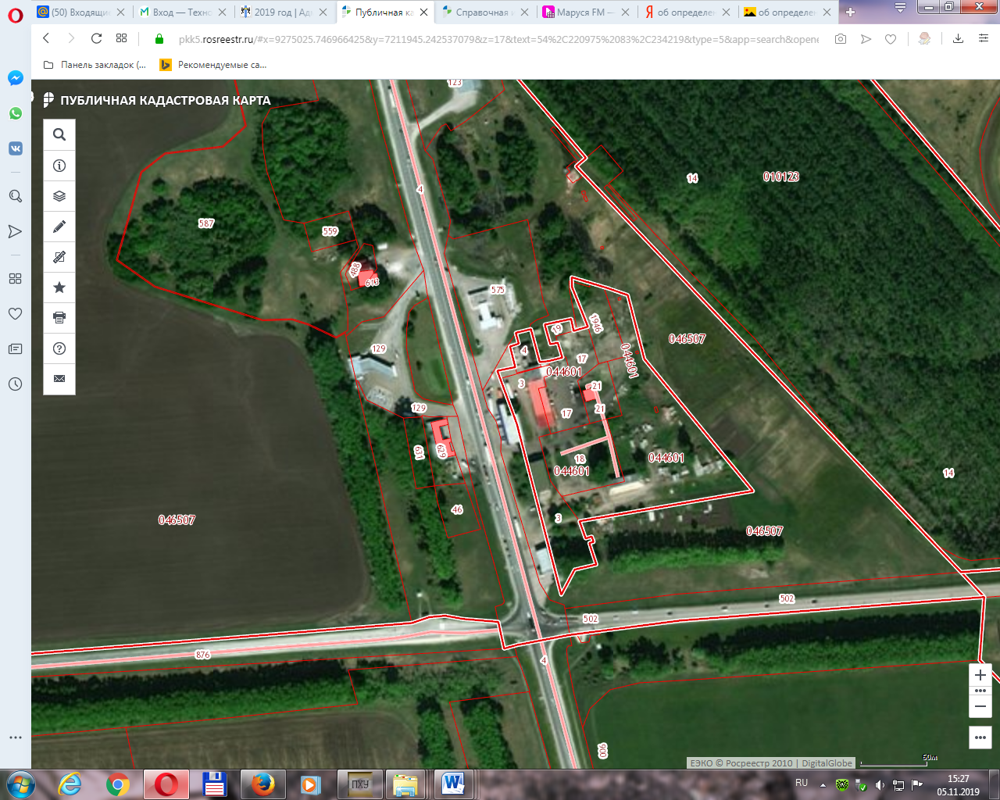 (50) Входящи
Вход — Техно
2019 год | Ад
Публичная ка
Справочная
Маруся FM —
об определен
об определен
pkk5.rosreestr.ru/#x=9275025.746966425&y=7211945.242537079&z=17&text=54%2C220975%2083%2C234219&type=5&app=search&opene
Панель закладок (...
Рекомендуемые са...
ПУБЛИЧНАЯ КАДАСТРОВАЯ КАРТА
123
14
010123
4
587
559
488
613
575
1946
19
046507
129
4
17
044601
044601
3
21
129
17
21
631
629
18
044601
044601
14
46
3
046507
046507
502
502
876
4
900
ЕЭКО © Росреестр 2010 | DigitalGlobe
60м
ПХУ
RU
15:27
05.11.2019